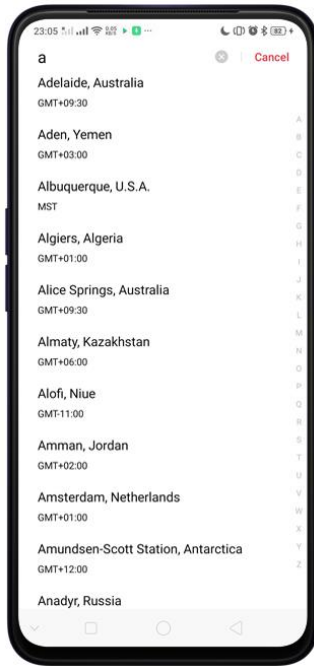 23:05
82
a
Cancel
Adelaide, Australia
GMT+09:30
Aden, Yemen
GMT+03:00
Albuquerque, U.S.A.
MST
Algiers, Algeria
GMT+01:00
Alice Springs, Australia
GMT+09:30
Almaty, Kazakhstan
GMT+06:00
Alofi, Niue
GMT-11:00
Amman, Jordan
GMT+02:00
Amsterdam, Netherlands
GMT+01:00
Amundsen-Scott Station, Antarctica
GMT+12:00
Anadyr, Russia
A
B
C
D
E
F
G
H
I
J
K
L
M
N
O
P
Q
R
S
T
U
V
W
X
Y
Z